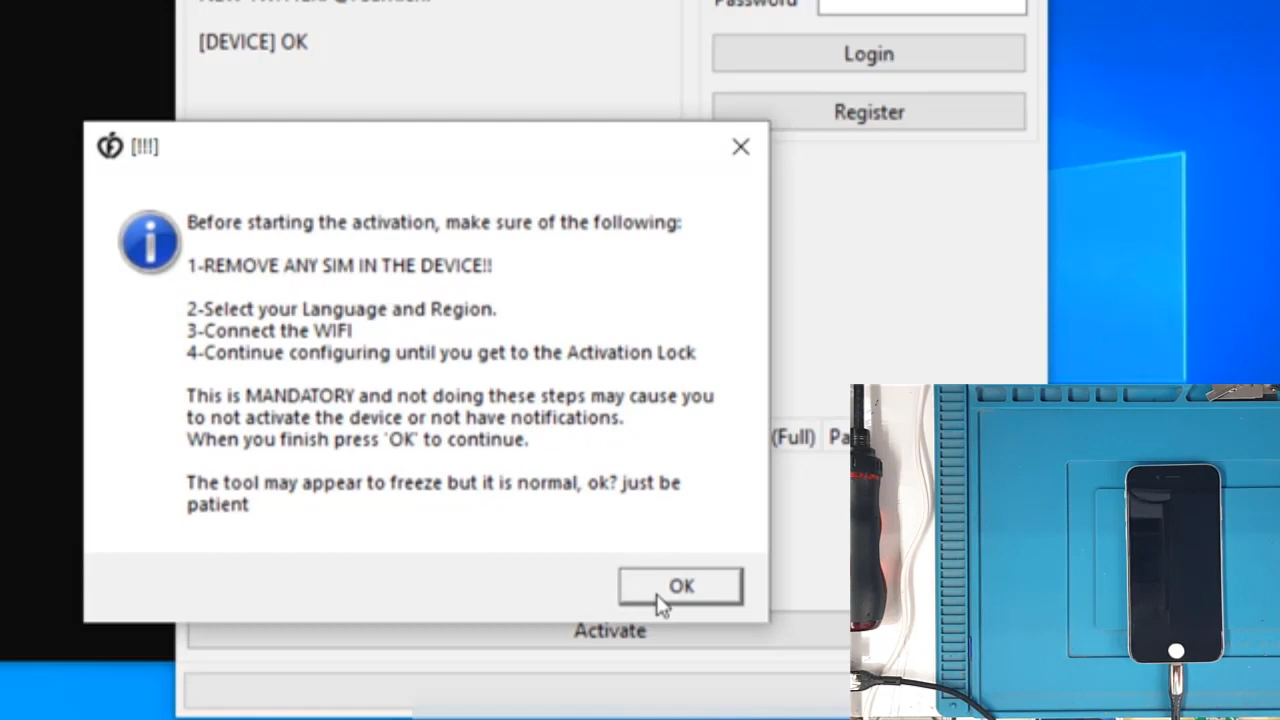 Password
[DEVICE] OK
Login
Register
[!!!]
Before starting the activation, make sure of the following:
1-REMOVE ANY SIM IN THE DEVICE!!
2-Select your Language and Region.
3-Connect the WIFI
4-Continue configuring until you get to the Activation Lock
This is MANDATORY and not doing these steps may cause you
to not activate the device or not have notifications.
When you finish press 'OK' to continue.
The tool may appear to freeze but it is normal, ok? just be
patient
(Full)
OK
Activate